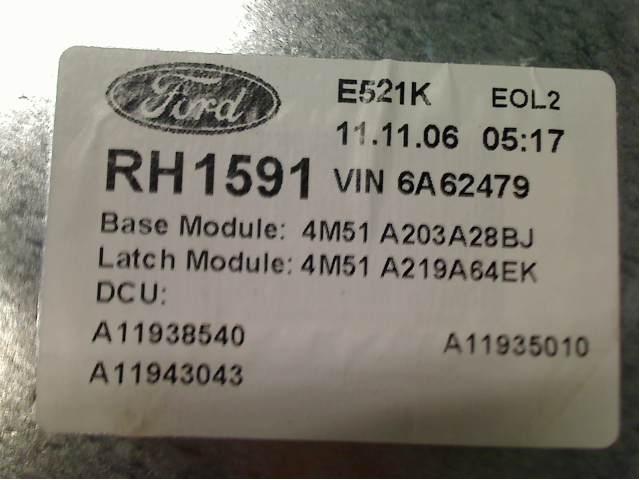 Ford
E521K EOL2
11.11.06 05:17
RH1591 VIN 6A62479
Base Module: 4M51 A203A28BJ
Latch Module: 4M51 A219A64EK
DCU:
A11938540 A11935010
A11943043